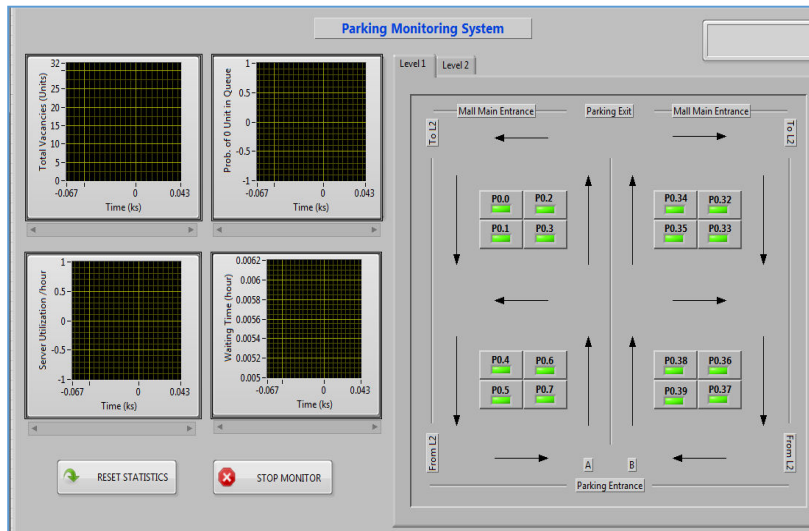 Parking Monitoring System
Total Vacancies (Units)
32
25
20
15
10
5
0
-0.067 0 0.043
Time (ks)
Prob. of 0 Unit in Queue
1
0.5
0
-0.5
-1
-0.067 0 0.043
Time (ks)
Server Utilization /hour
1
0.5
0
-0.5
-1
-0.067 0 0.043
Time (ks)
Waiting Time (hour)
0.0062
0.006
0.0058
0.0056
0.0054
0.0052
0.005
-0.067 0 0.043
Time (ks)
RESET STATISTICS
STOP MONITOR
Level 1 Level 2
Mall Main Entrance Parking Exit Mall Main Entrance
To L2 To L2
P0.0 P0.2 P0.34 P0.32
P0.1 P0.3 P0.35 P0.33
P0.4 P0.6 P0.38 P0.36
P0.5 P0.7 P0.39 P0.37
From L2 A B From L2
Parking Entrance